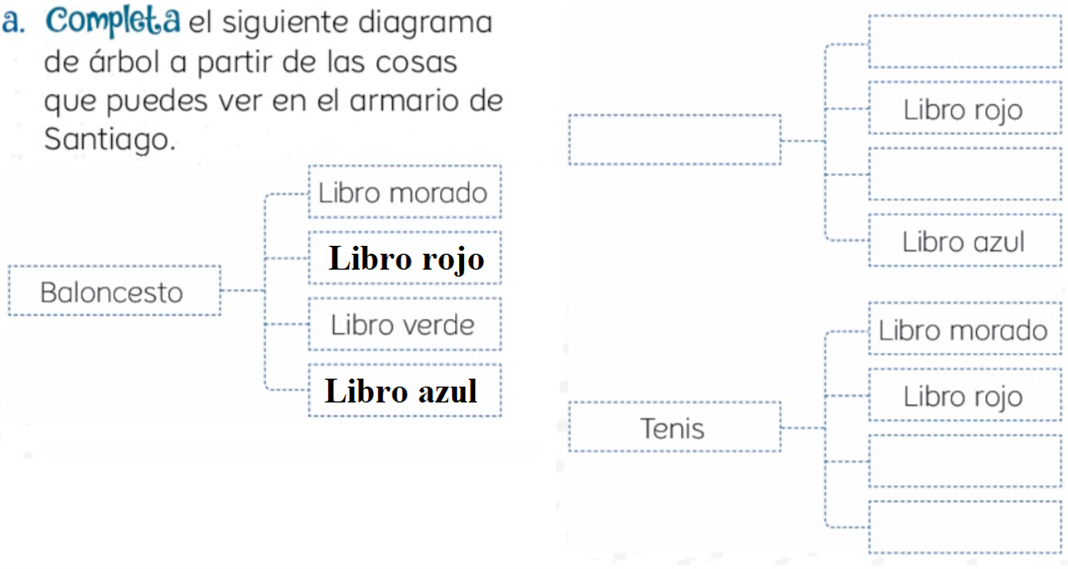 a. Completa el siguiente diagrama
de árbol a partir de las cosas
que puedes ver en el armario de
Santiago.
Baloncesto
Libro morado
Libro rojo
Libro verde
Libro azul
Libro rojo
Libro azul
Tenis
Libro morado
Libro rojo